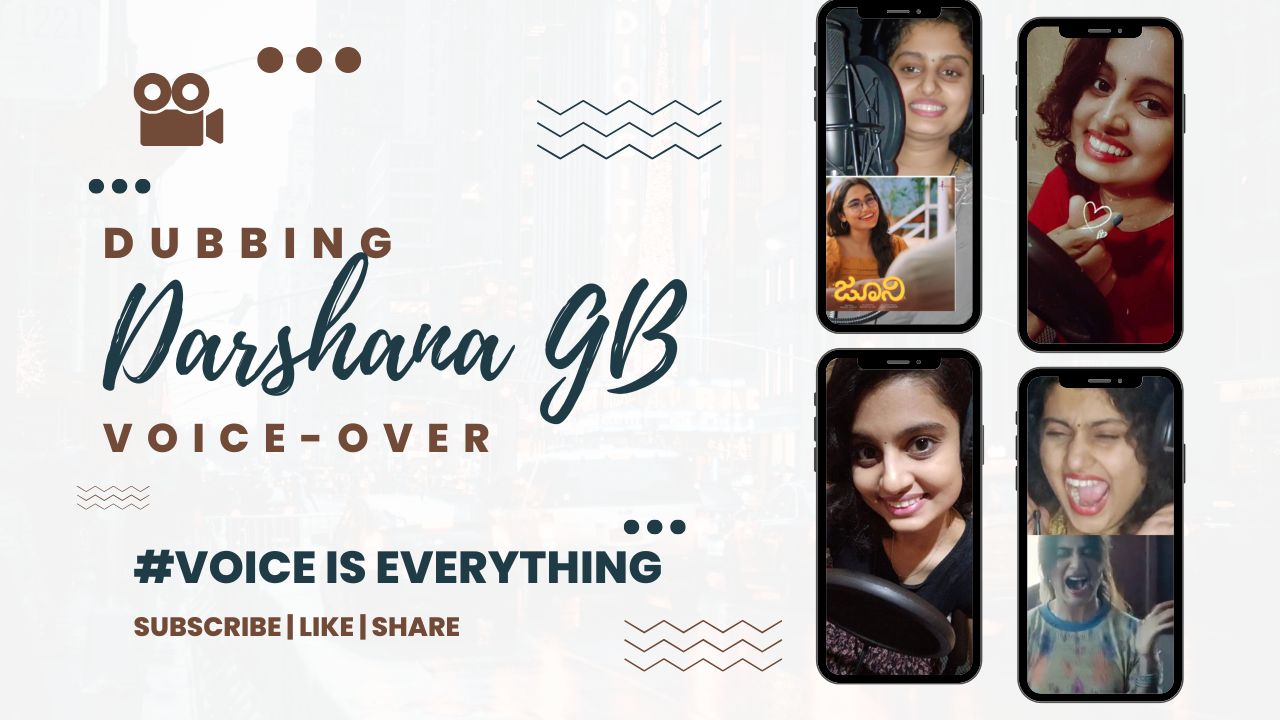 DUBBING
Darshana GB
VOICE-OVER
#VOICE IS EVERYTHING
SUBSCRIBE | LIKE | SHARE
ಜೂನಿ